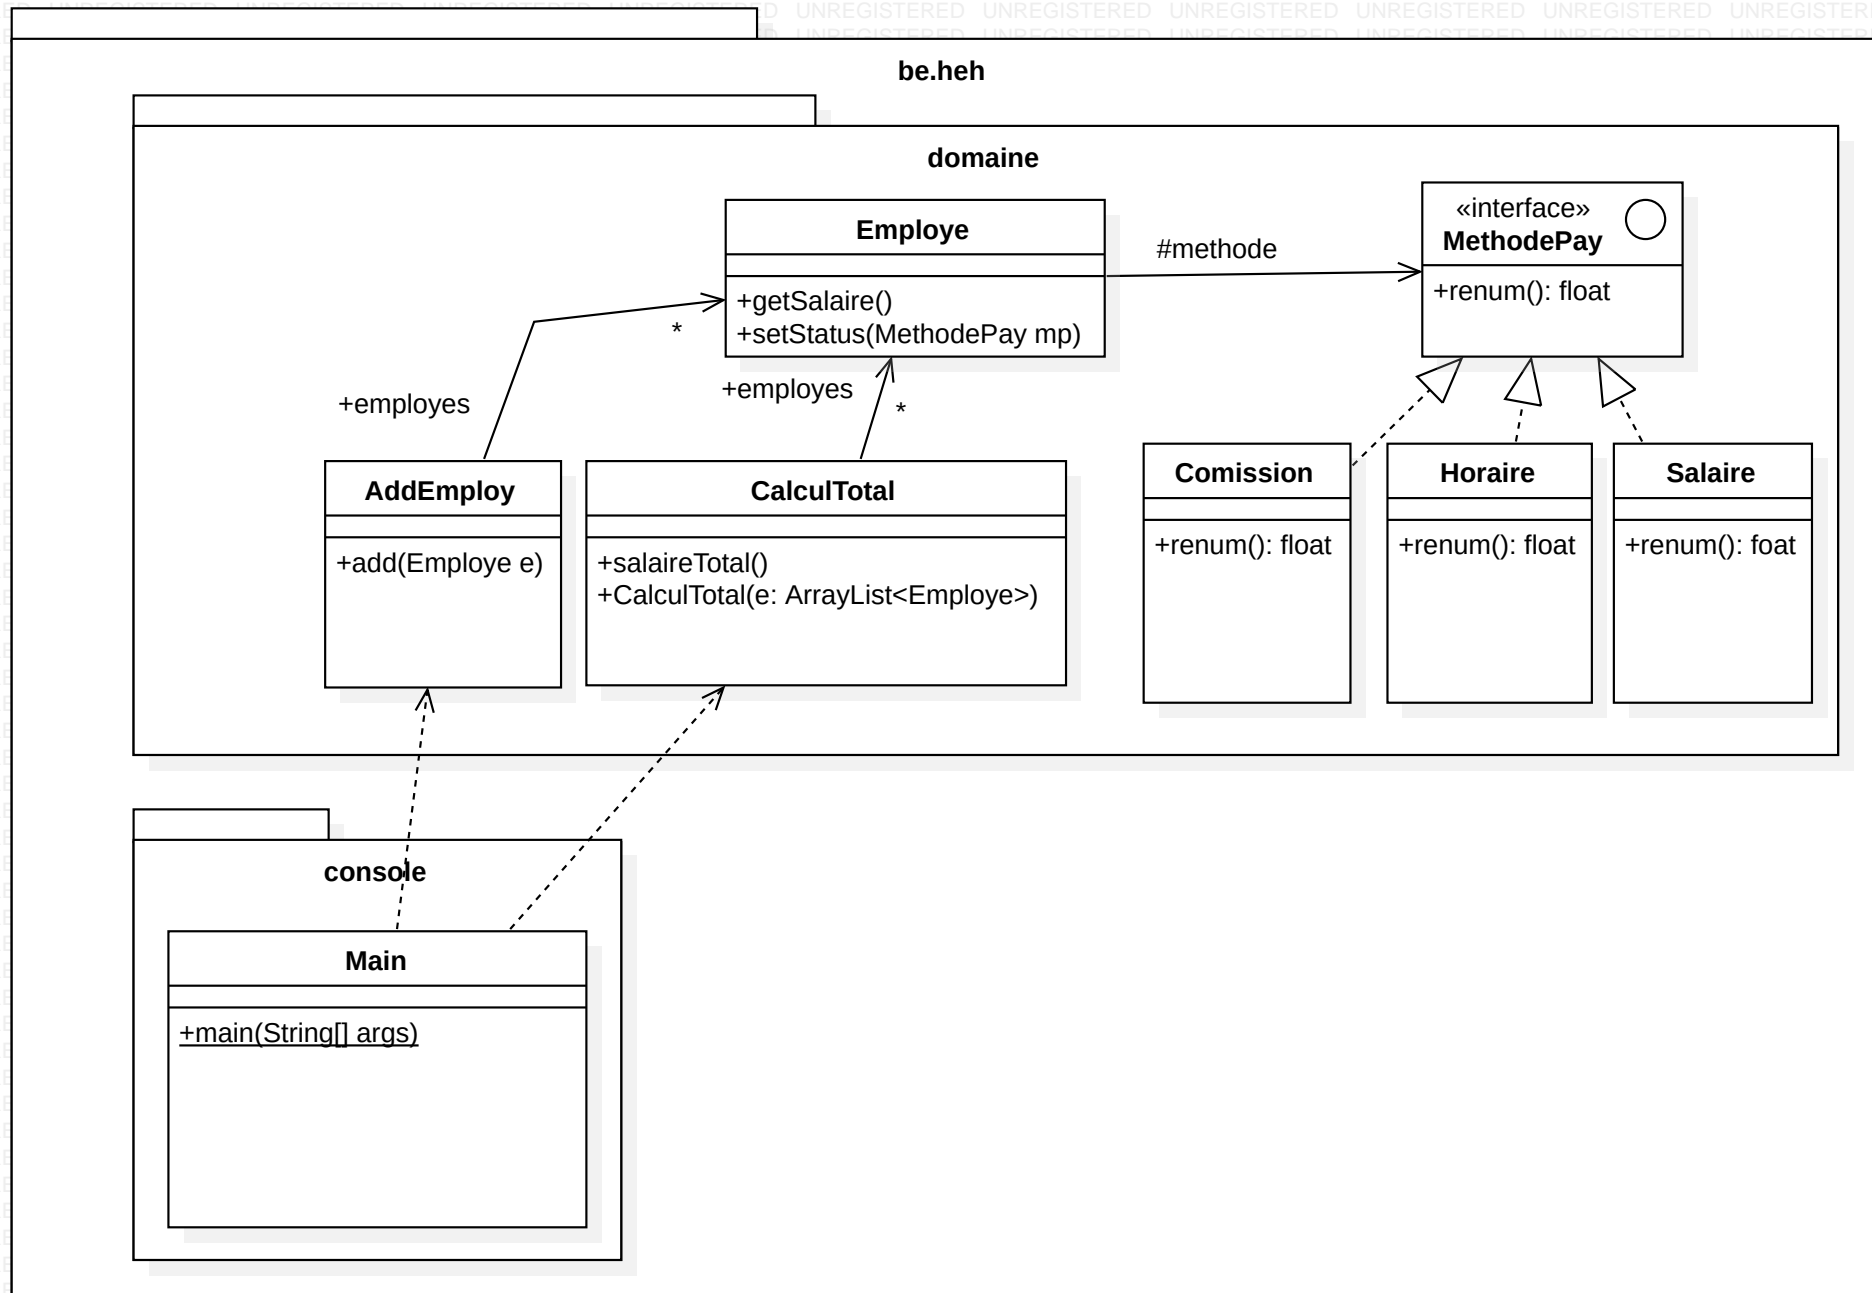 UNREGISTERED UNREGISTERED UNREGISTERED UNREGISTERED UNREGISTERED
be.heh
domaine
Employe
+getSalaire()
+setStatus(MethodePay mp)
#methode
«interface»
MethodePay
+renum(): float
*
+employes
+employes
*
AddEmploy
+add(Employe e)
CalculTotal
+salaireTotal()
+CalculTotal(e: ArrayList<Employe>)
Comission
+renum(): float
Horaire
+renum(): float
Salaire
+renum(): foat
console
Main
+main(String[] args)